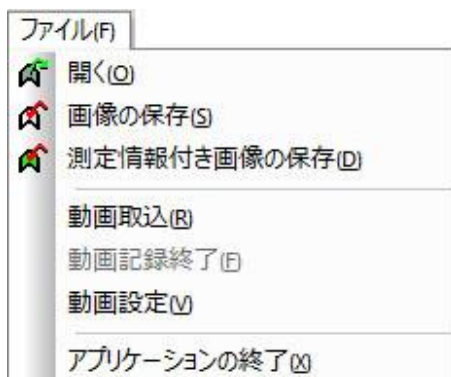 ファイル(F)
開く(O)
画像の保存(S)
測定情報付き画像の保存(D)
動画取込(R)
動画記録終了(F)
動画設定(V)
アプリケーションの終了(X)